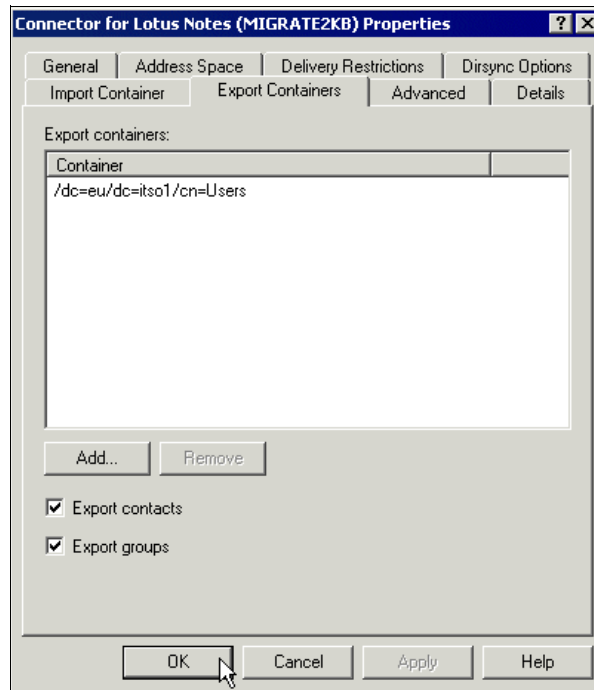 Connector for Lotus Notes (MIGRATE2KB) Properties
General Address Space Delivery Restrictions Dirsync Options
Import Container Export Containers Advanced Details
Export containers:
Container
/dc=eu/dc=itso1/cn=Users
Add... Remove
Export contacts
Export groups
OK Cancel Apply Help